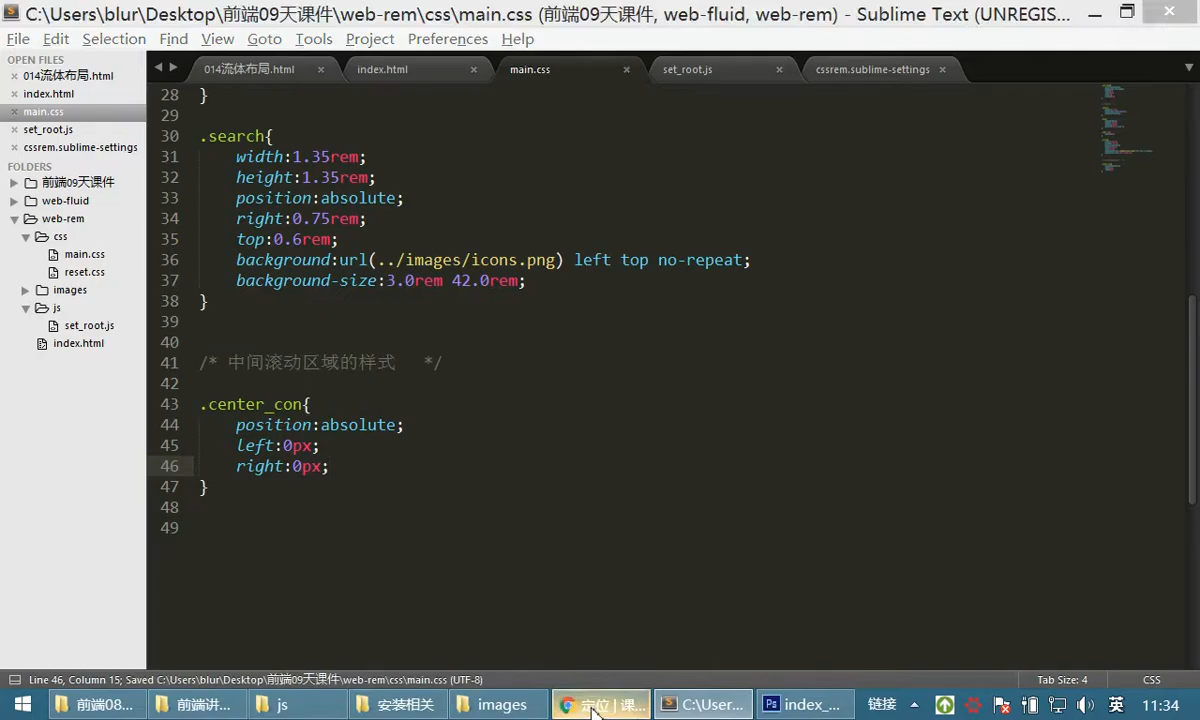 C:\Users\blur\Desktop\前端09天课件\web-rem\css\main.css (前端09天课件, web-fluid, web-rem) - Sublime Text (UNREGIS...
File Edit Selection Find View Goto Tools Project Preferences Help
OPEN FILES
014流体布局.html
index.html
main.css
set_root.js
cssrem.sublime-settings
FOLDERS
前端09天课件
web-fluid
web-rem
css
main.css
reset.css
images
js
set_root.js
index.html
014流体布局.html index.html main.css set_root.js cssrem.sublime-settings
28 }
29
30 .search{
31 width:1.35rem;
32 height:1.35rem;
33 position:absolute;
34 right:0.75rem;
35 top:0.6rem;
36 background:url(../images/icons.png) left top no-repeat;
37 background-size:3.0rem 42.0rem;
38 }
39
40
41 /* 中间滚动区域的样式 */
42
43 .center_con{
44 position:absolute;
45 left:0px;
46 right:0px;
47 }
48
49
Line 46, Column 15; Saved C:\Users\blur\Desktop\前端09天课件\web-rem\css\main.css (UTF-8) Tab Size: 4 CSS
前端08... 前端讲... js 安装相关 images 定位 | 课... C:\User... index_... 链接 英 11:34